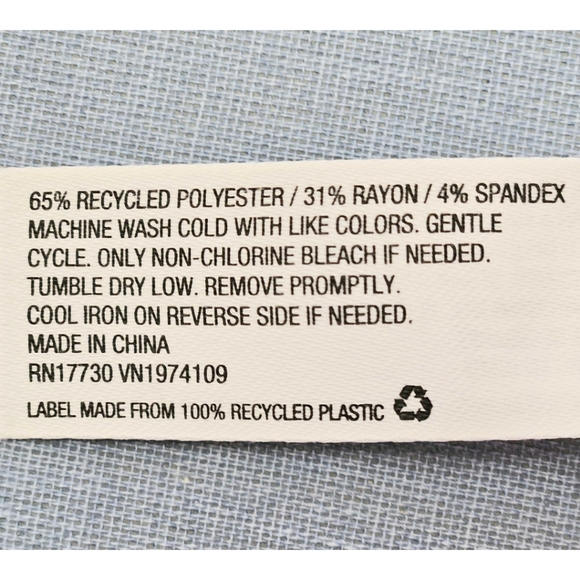 65% RECYCLED POLYESTER / 31% RAYON / 4% SPANDEX
MACHINE WASH COLD WITH LIKE COLORS. GENTLE
CYCLE. ONLY NON-CHLORINE BLEACH IF NEEDED.
TUMBLE DRY LOW. REMOVE PROMPTLY.
COOL IRON ON REVERSE SIDE IF NEEDED.
MADE IN CHINA
RN17730 VN1974109
LABEL MADE FROM 100% RECYCLED PLASTIC